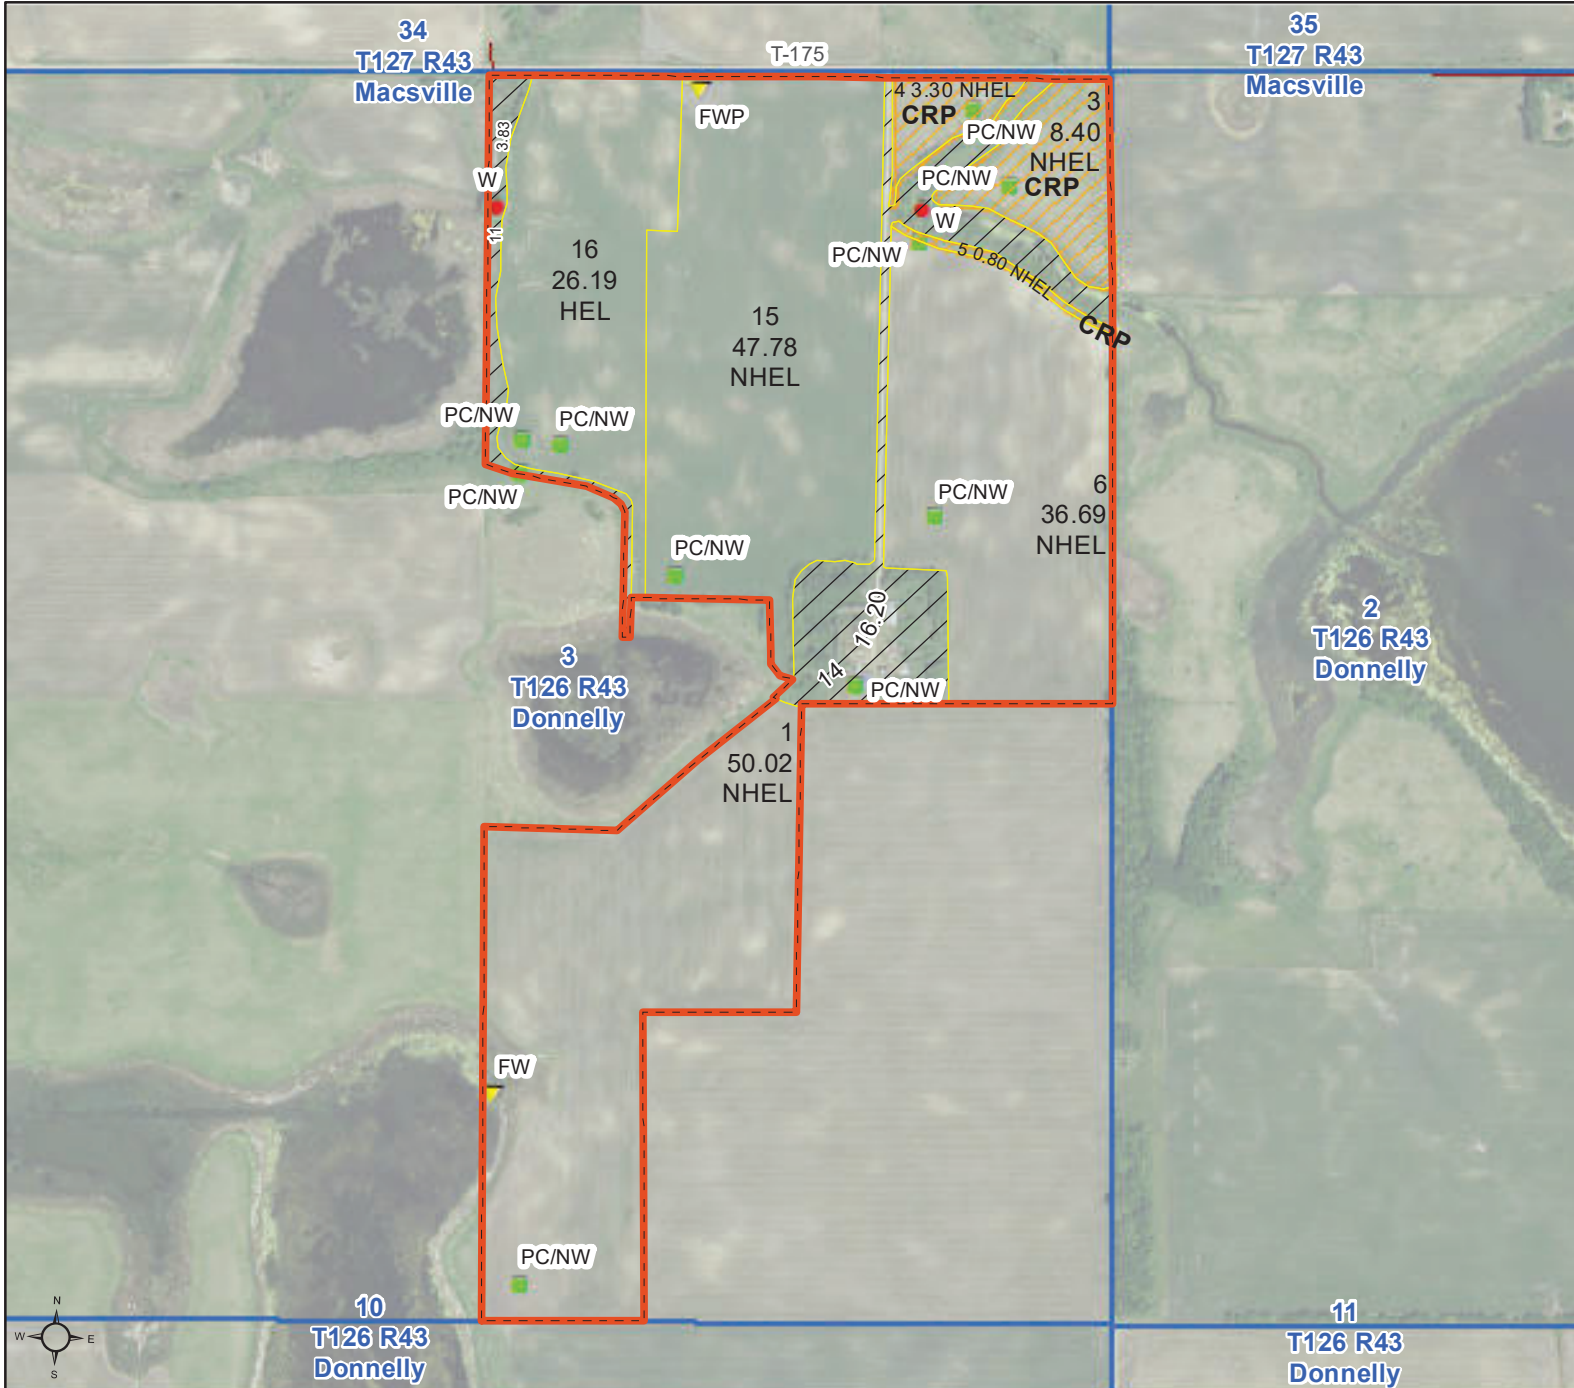 34
T127 R43
Macsville
T-175
35
T127 R43
Macsville
3.83
W
11
FWP
4 3.30 NHEL
CRP
PC/NW
3
8.40
NHEL
CRP
PC/NW
W
PC/NW
5 0.80 NHEL
CRP
16
26.19
HEL
15
47.78
NHEL
PC/NW
PC/NW
PC/NW
PC/NW
PC/NW
6
36.69
NHEL
14 16.20
PC/NW
3
T126 R43
Donnelly
2
T126 R43
Donnelly
1
50.02
NHEL
FW
PC/NW
N
W
E
S
10
T126 R43
Donnelly
11
T126 R43
Donnelly